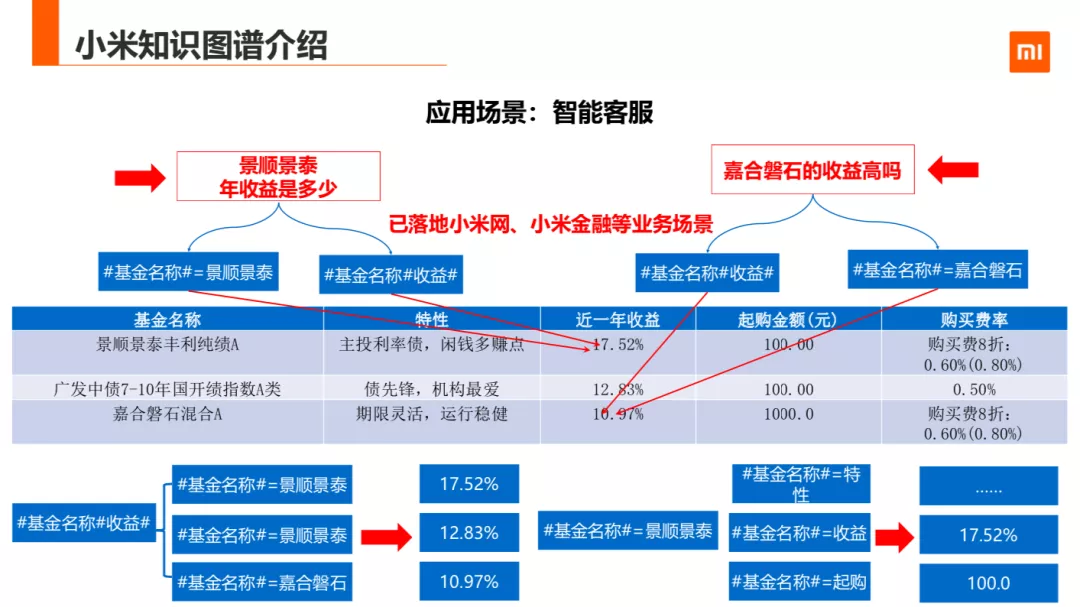 小米知识图谱介绍
mi
应用场景：智能客服
景顺景泰
年收益是多少
嘉合磐石的收益高吗
已落地小米网、小米金融等业务场景
#基金名称#=景顺景泰
#基金名称#收益#
#基金名称#收益#
#基金名称#=嘉合磐石
基金名称 特性 近一年收益 起购金额(元) 购买费率
景顺景泰丰利纯绩A 主投利率债，闲钱多赚点 17.52% 100.00 购买费8折：
0.60%(0.80%)
广发中债7-10年国开绩指数A类 债先锋，机构最爱 12.83% 100.00 0.50%
嘉合磐石混合A 期限灵活，运行稳健 10.97% 1000.0 购买费8折：
0.60%(0.80%)
#基金名称#收益#
#基金名称#=景顺景泰
#基金名称#=景顺景泰
#基金名称#=嘉合磐石
17.52%
12.83%
10.97%
#基金名称#=景顺景泰
#基金名称#=特
性
#基金名称#=收益
#基金名称#=起购
......
17.52%
100.0